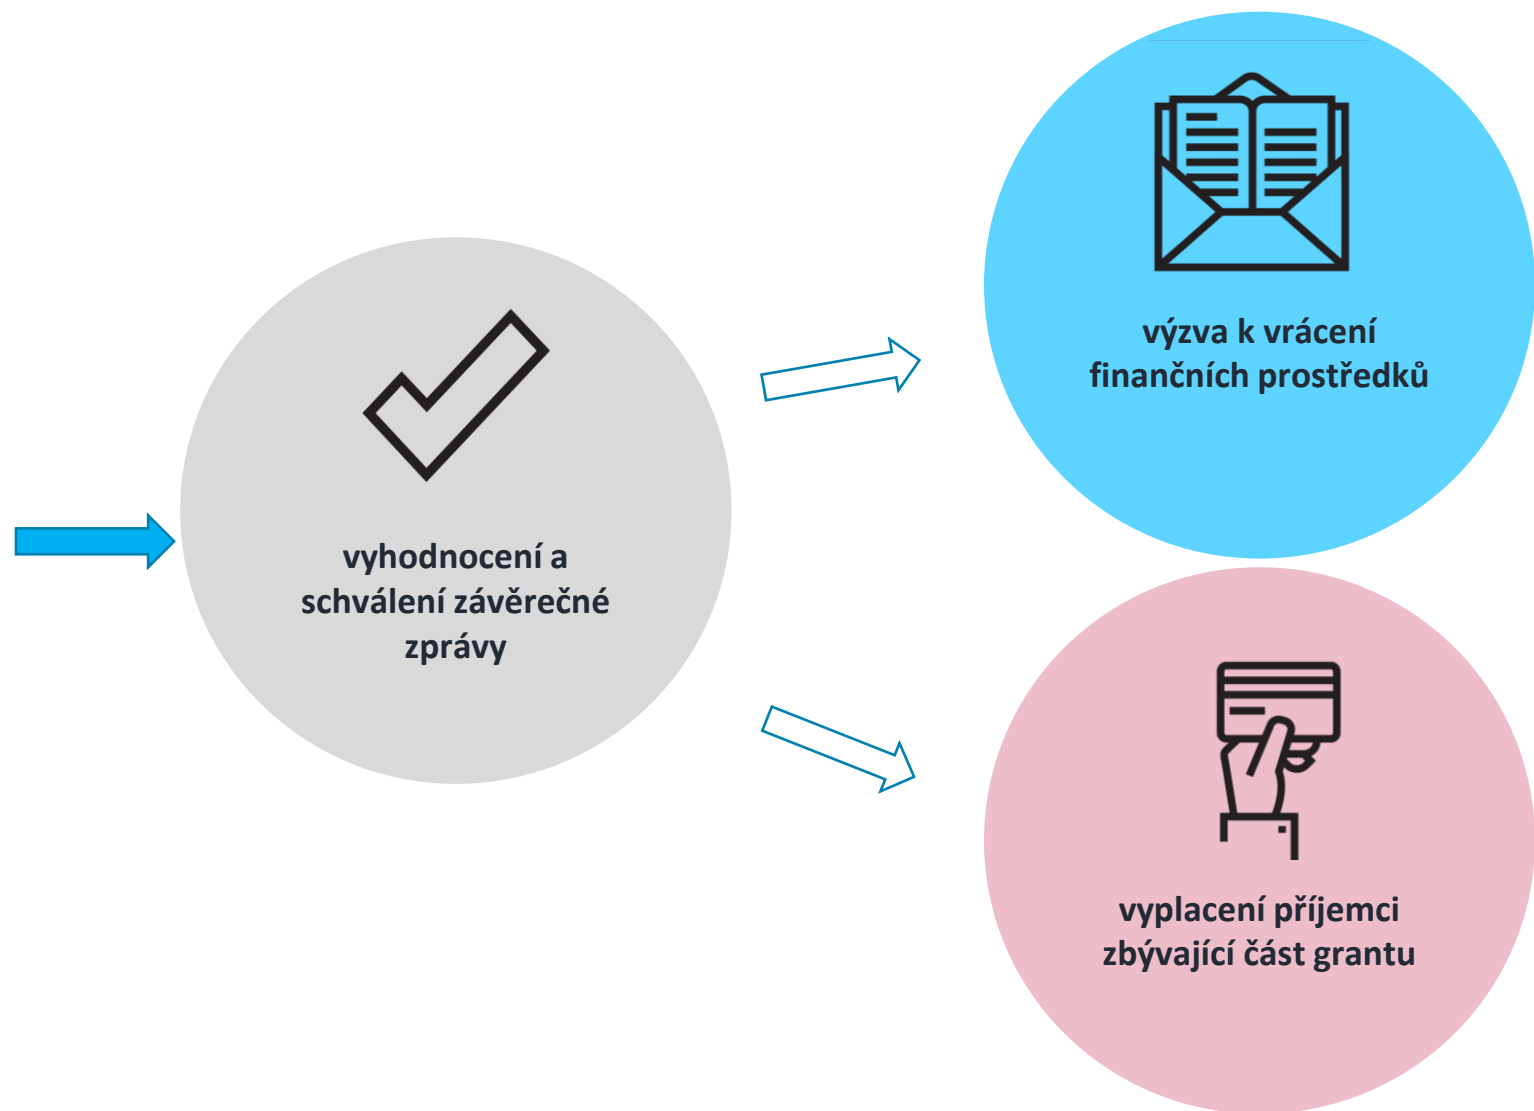 vyhodnocení a
schválení závěrečné
zprávy
výzva k vrácení
finančních prostředků
vyplacení příjemci
zbývající část grantu